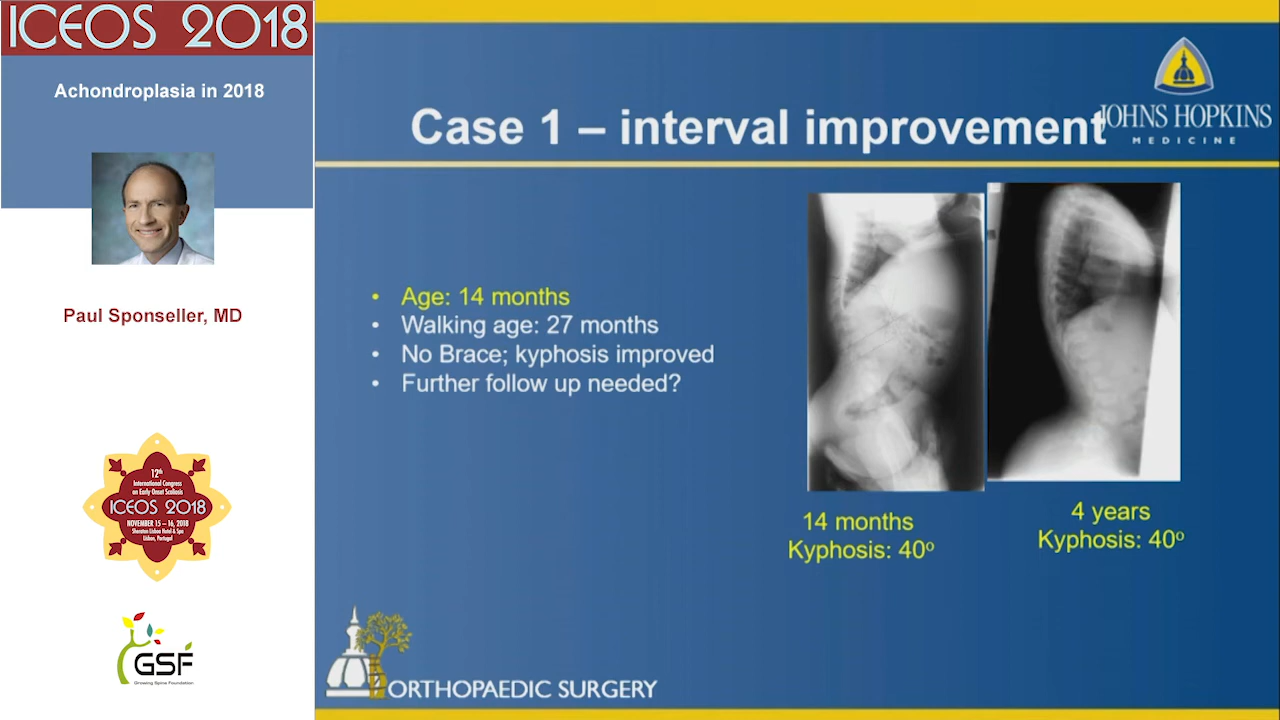 ICEOS 2018
Achondroplasia in 2018
Paul Sponseller, MD
12th
International Congress
on Early Onset Scoliosis
ICEOS 2018
NOVEMBER 15 – 16, 2018
Sheraton Lisboa Hotel & Spa
Lisbon, Portugal
GSF
Growing Spine Foundation
Case 1 – interval improvement
JOHNS HOPKINS
MEDICINE
• Age: 14 months
• Walking age: 27 months
• No Brace; kyphosis improved
• Further follow up needed?
14 months
Kyphosis: 40º
4 years
Kyphosis: 40º
ORTHOPAEDIC SURGERY